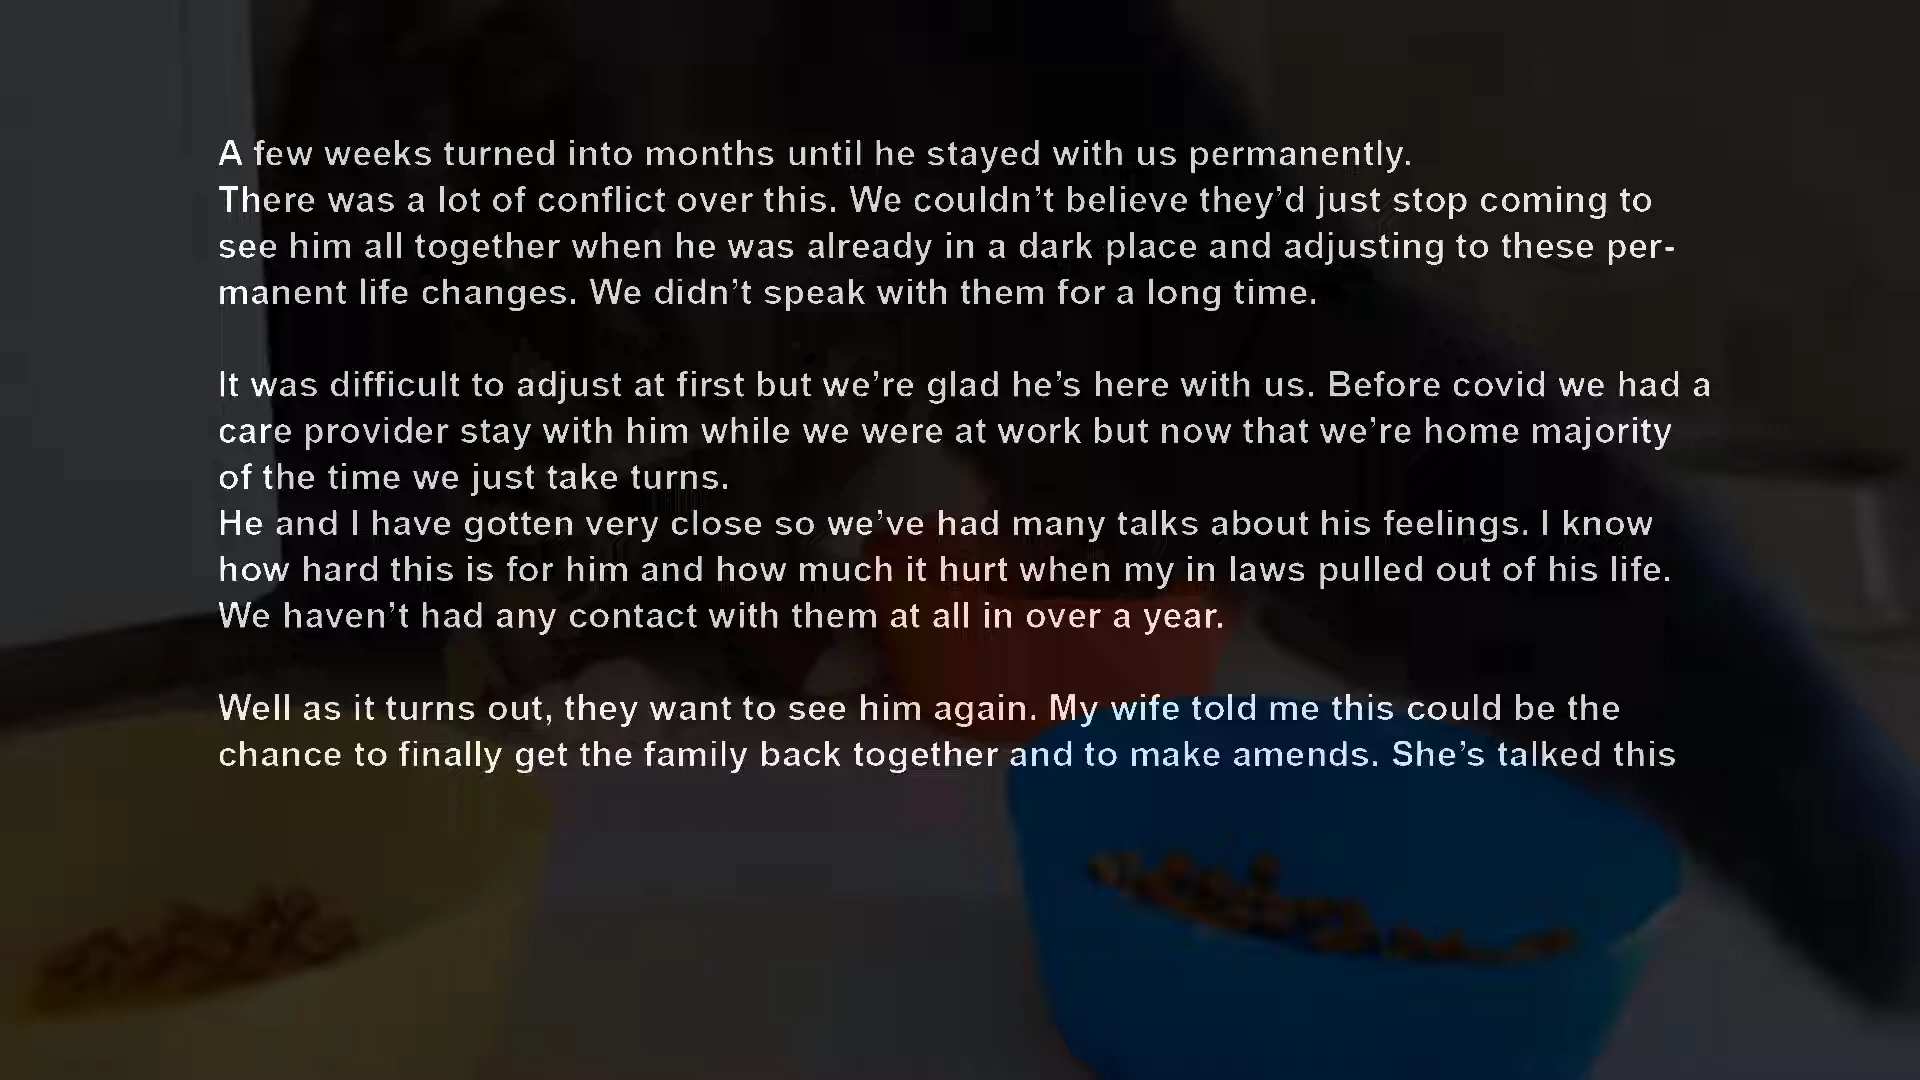 A few weeks turned into months until he stayed with us permanently.
There was a lot of conflict over this. We couldn’t believe they’d just stop coming to
see him all together when he was already in a dark place and adjusting to these per-
manent life changes. We didn’t speak with them for a long time.
It was difficult to adjust at first but we’re glad he’s here with us. Before covid we had a
care provider stay with him while we were at work but now that we’re home majority
of the time we just take turns.
He and I have gotten very close so we’ve had many talks about his feelings. I know
how hard this is for him and how much it hurt when my in laws pulled out of his life.
We haven’t had any contact with them at all in over a year.
Well as it turns out, they want to see him again. My wife told me this could be the
chance to finally get the family back together and to make amends. She’s talked this